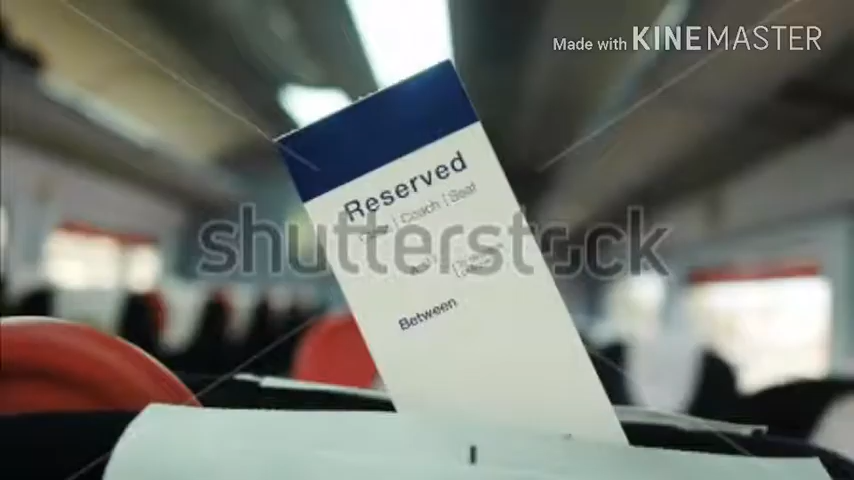 Made with KINEMASTER
Reserved
Coach | Seat
shutterstock
Between